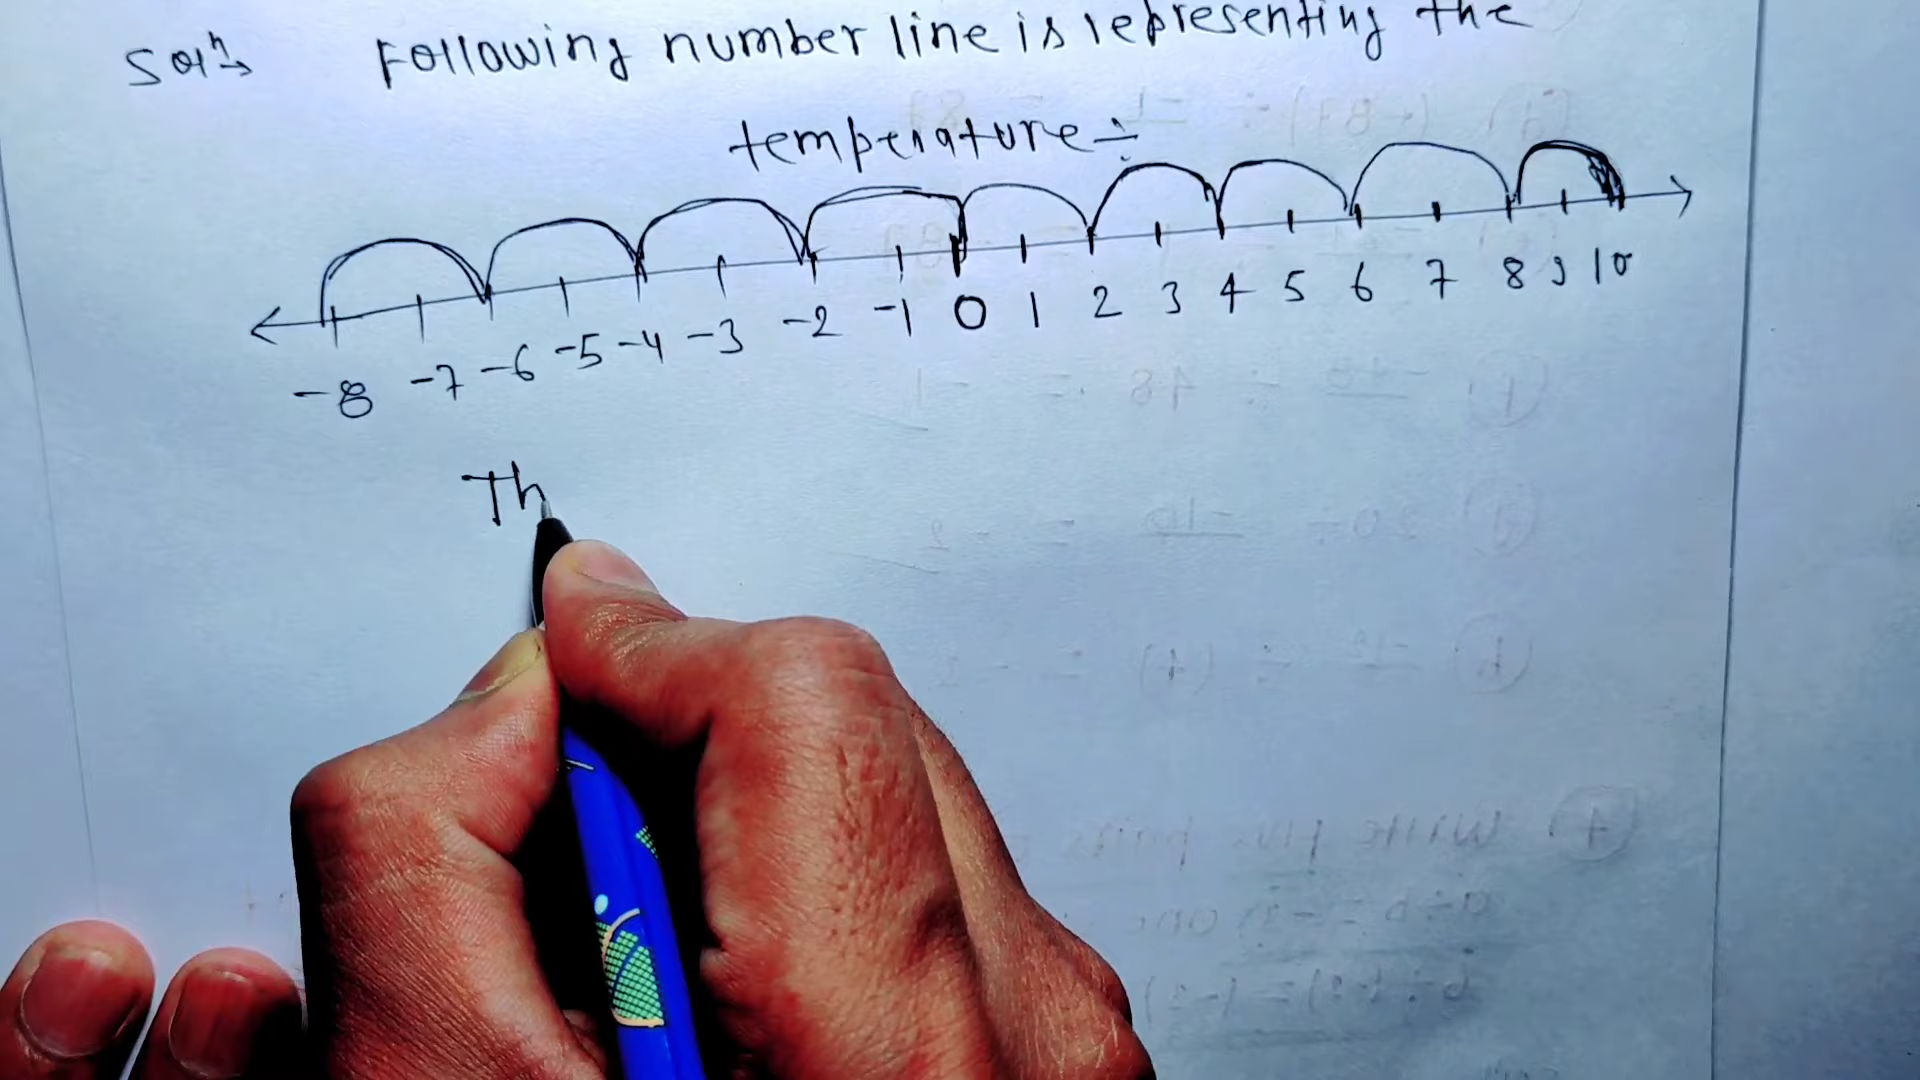 Solⁿ→ Following number line is representing the
temperature ÷
-8 -7 -6 -5 -4 -3 -2 -1 0 1 2 3 4 5 6 7 8 9 10
Th